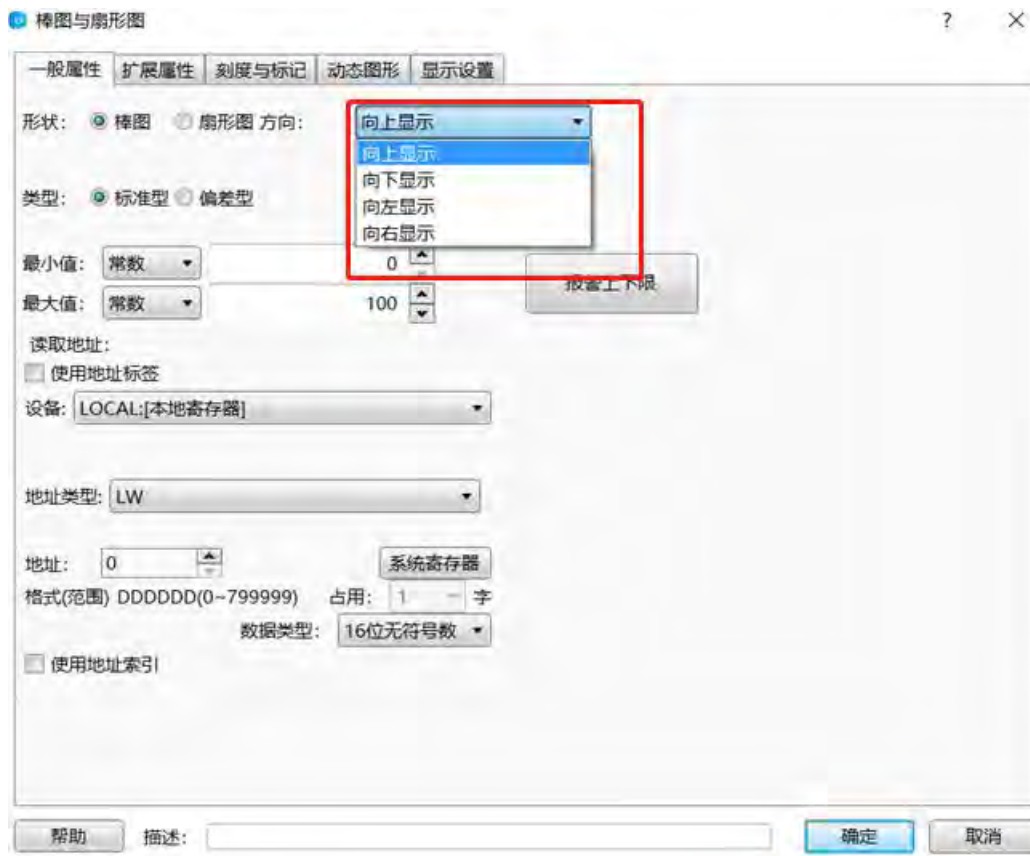 棒图与扇形图 ? ×
一般属性 扩展属性 刻度与标记 动态图形 显示设置
形状: 棒图 扇形图 方向: 向上显示
向上显示
向下显示
类型: 标准型 偏差型
向左显示
向右显示
最小值: 常数 0
报警上下限
最大值: 常数 100
读取地址:
使用地址标签
设备: LOCAL:[本地寄存器]
地址类型: LW
地址: 0 系统寄存器
格式(范围) DDDDDD(0~799999) 占用: 1 字
数据类型: 16位无符号数
使用地址索引
帮助 描述: 确定 取消